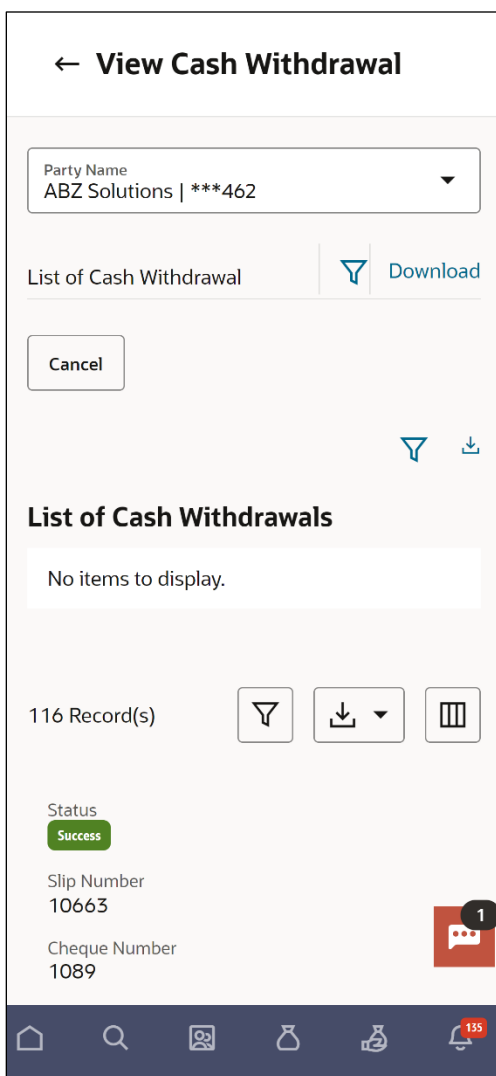 ← View Cash Withdrawal
Party Name
ABZ Solutions | ***462
List of Cash Withdrawal
Download
Cancel
List of Cash Withdrawals
No items to display.
116 Record(s)
Status
Success
Slip Number
10663
1
Cheque Number
1089
135